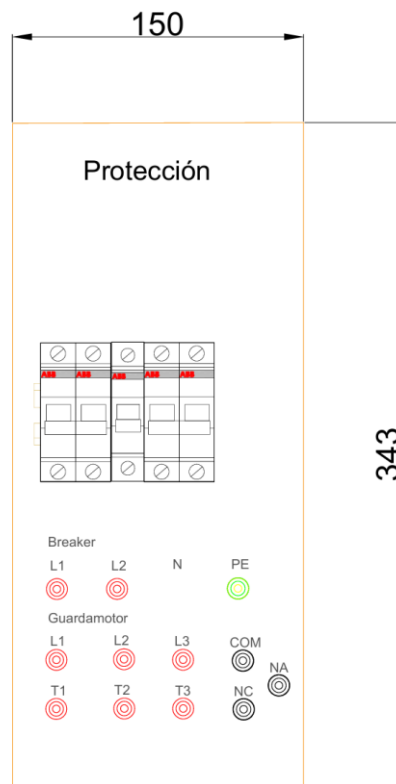 150
Protección
343
ABB ABB ABB ABB ABB
Breaker
L1 L2 N PE
Guardamotor
L1 L2 L3 COM
NA
T1 T2 T3 NC